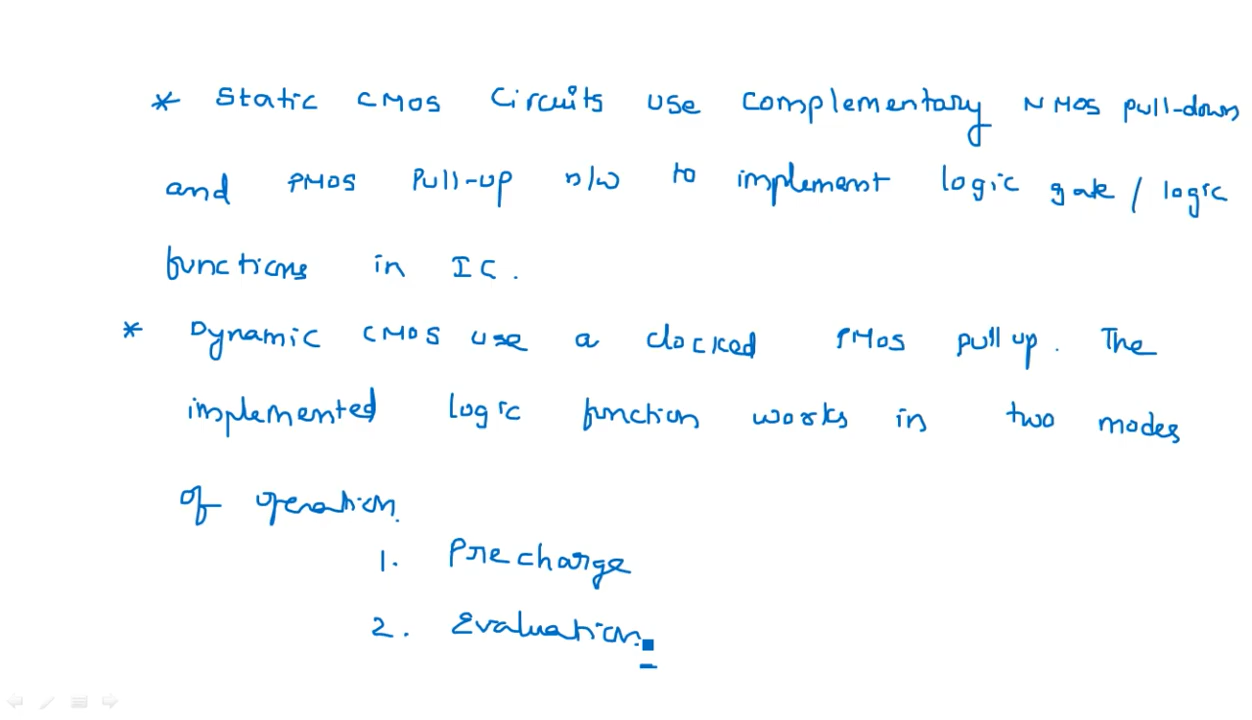 * Static CMOS Circuits use complementary NMOS pull-down
and PMOS Pull-up n/w to implement logic gate / logic
functions in IC.
* Dynamic CMOS use a clocked PMOS pull up. The
implemented logic function works in two modes
of operation.
1. Precharge
2. Evaluation.